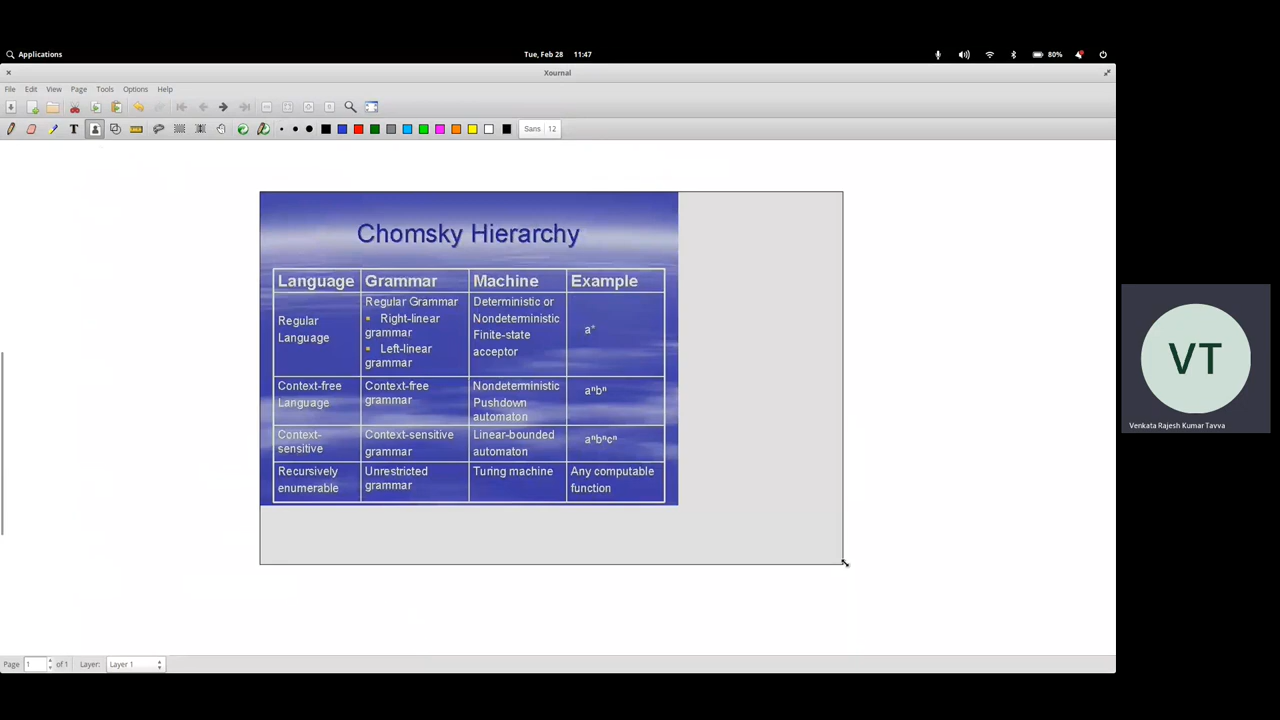 Applications
Tue, Feb 28 11:47
80%
Xournal
File Edit View Page Tools Options Help
T
Sans 12
Chomsky Hierarchy
Language Grammar Machine Example
Regular Language
Regular Grammar
▪ Right-linear grammar
▪ Left-linear grammar
Deterministic or Nondeterministic Finite-state acceptor
a*
Context-free Language
Context-free grammar
Nondeterministic Pushdown automaton
aⁿbⁿ
Context-sensitive
Context-sensitive grammar
Linear-bounded automaton
aⁿbⁿcⁿ
Recursively enumerable
Unrestricted grammar
Turing machine
Any computable function
VT
Venkata Rajesh Kumar Tavva
Page 1 of 1 Layer: Layer 1